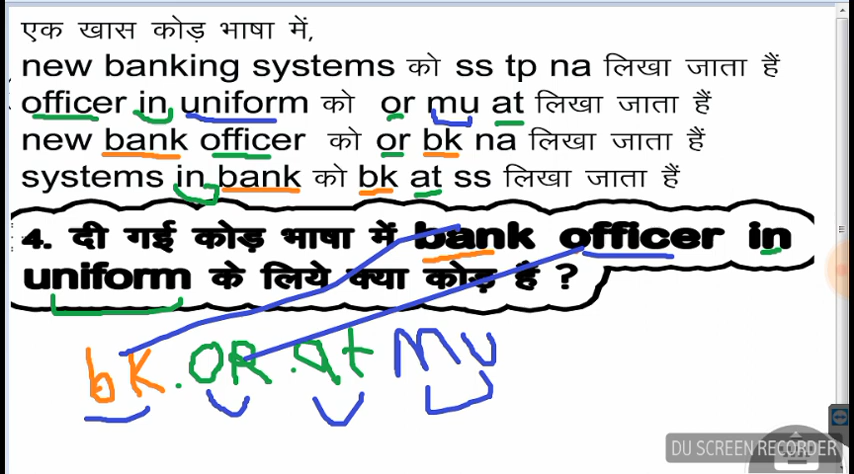 एक खास कोड़ भाषा में,
new banking systems को ss tp na लिखा जाता हैं
officer in uniform को or mu at लिखा जाता हैं
new bank officer को or bk na लिखा जाता हैं
systems in bank को bk at ss लिखा जाता हैं
4. दी गई कोड़ भाषा में bank officer in
uniform के लिये क्या कोड़ है ?
bk . OR . at mu
DU SCREEN RECORDER